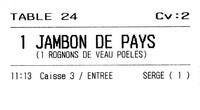 TABLE 24 Cv:2
1 JAMBON DE PAYS
(1 ROGNONS DE VEAU POELES)
11:13 Caisse 3 / ENTREE SERGE ( 1 )